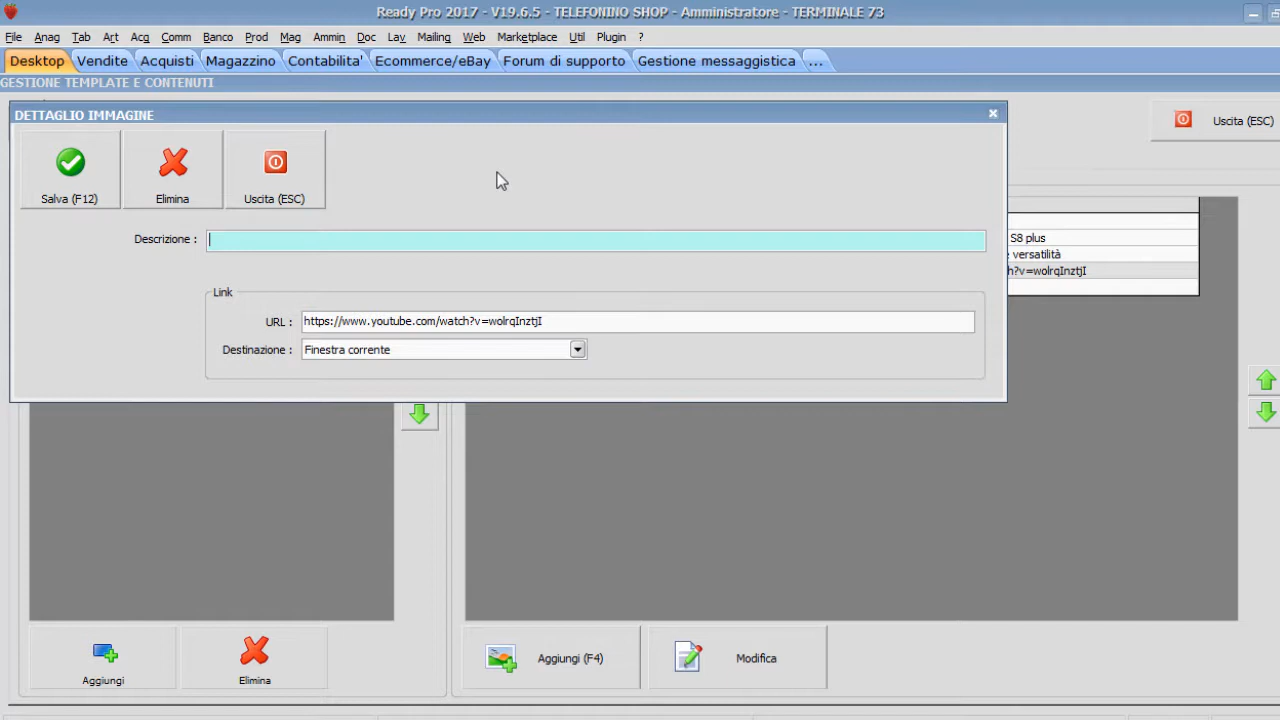 Ready Pro 2017 - V19.6.5 - TELEFONINO SHOP - Amministratore - TERMINALE 73
File Anag Tab Art Acq Comm Banco Prod Mag Ammin Doc Lav Mailing Web Marketplace Util Plugin ?
Desktop Vendite Acquisti Magazzino Contabilita' Ecommerce/eBay Forum di supporto Gestione messaggistica ...
GESTIONE TEMPLATE E CONTENUTI
DETTAGLIO IMMAGINE
Uscita (ESC)
Salva (F12) Elimina Uscita (ESC)
S8 plus
Descrizione :
versatilità
h?v=wolrqInztjI
Link
URL : https://www.youtube.com/watch?v=wolrqInztjI
Destinazione : Finestra corrente
Aggiungi Elimina Aggiungi (F4) Modifica